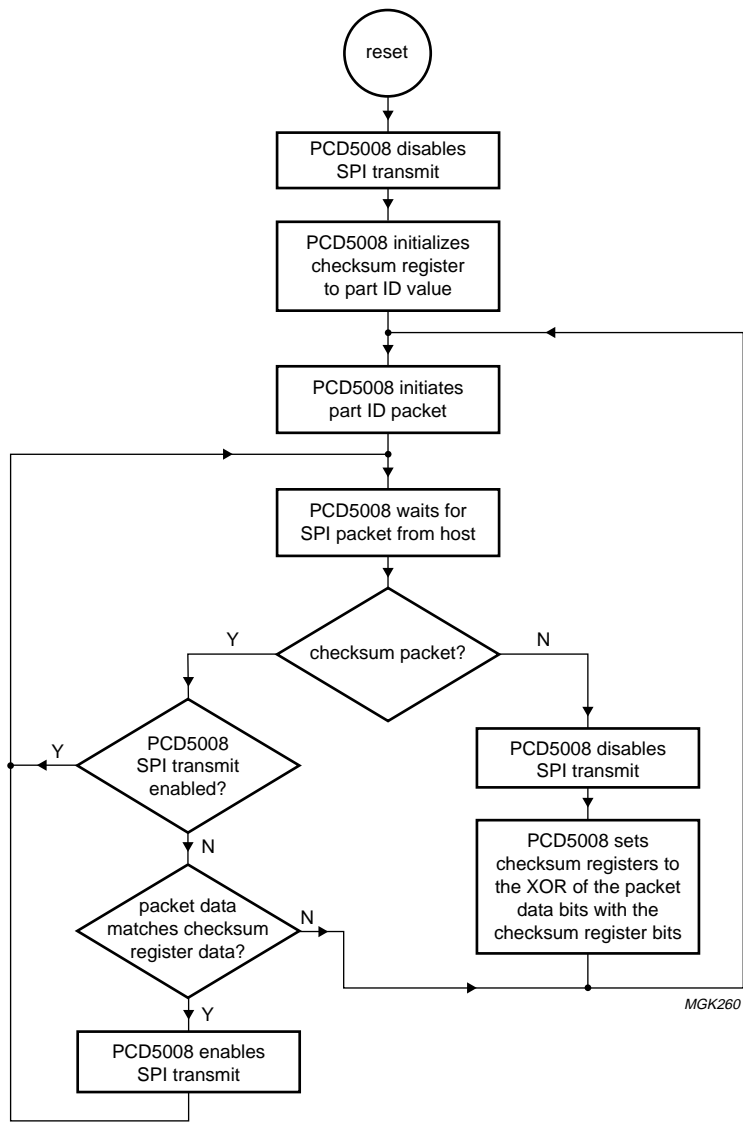 reset
PCD5008 disables
SPI transmit
PCD5008 initializes
checksum register
to part ID value
PCD5008 initiates
part ID packet
PCD5008 waits for
SPI packet from host
Y
checksum packet?
N
PCD5008
SPI transmit
enabled?
Y
N
PCD5008 disables
SPI transmit
PCD5008 sets
checksum registers to
the XOR of the packet
data bits with the
checksum register bits
packet data
matches checksum
register data?
N
Y
PCD5008 enables
SPI transmit
MGK260